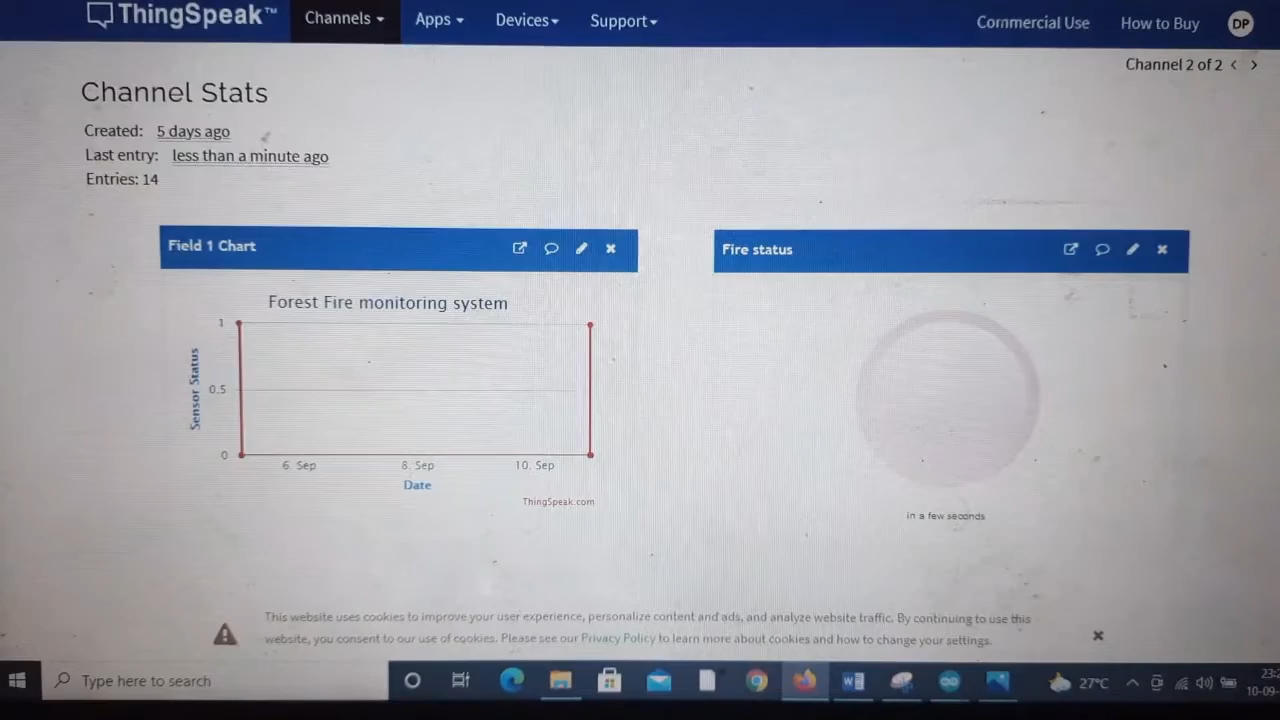 ThingSpeak™ Channels Apps Devices Support Commercial Use How to Buy DP
Channel 2 of 2 < >
Channel Stats
Created: 5 days ago
Last entry: less than a minute ago
Entries: 14
Field 1 Chart
Fire status
Forest Fire monitoring system
1
0.5
0
Sensor Status
6. Sep 8. Sep 10. Sep
Date
ThingSpeak.com
in a few seconds
This website uses cookies to improve your user experience, personalize content and ads, and analyze website traffic. By continuing to use this
website, you consent to our use of cookies. Please see our Privacy Policy to learn more about cookies and how to change your settings.
Type here to search
27°C
10-09-